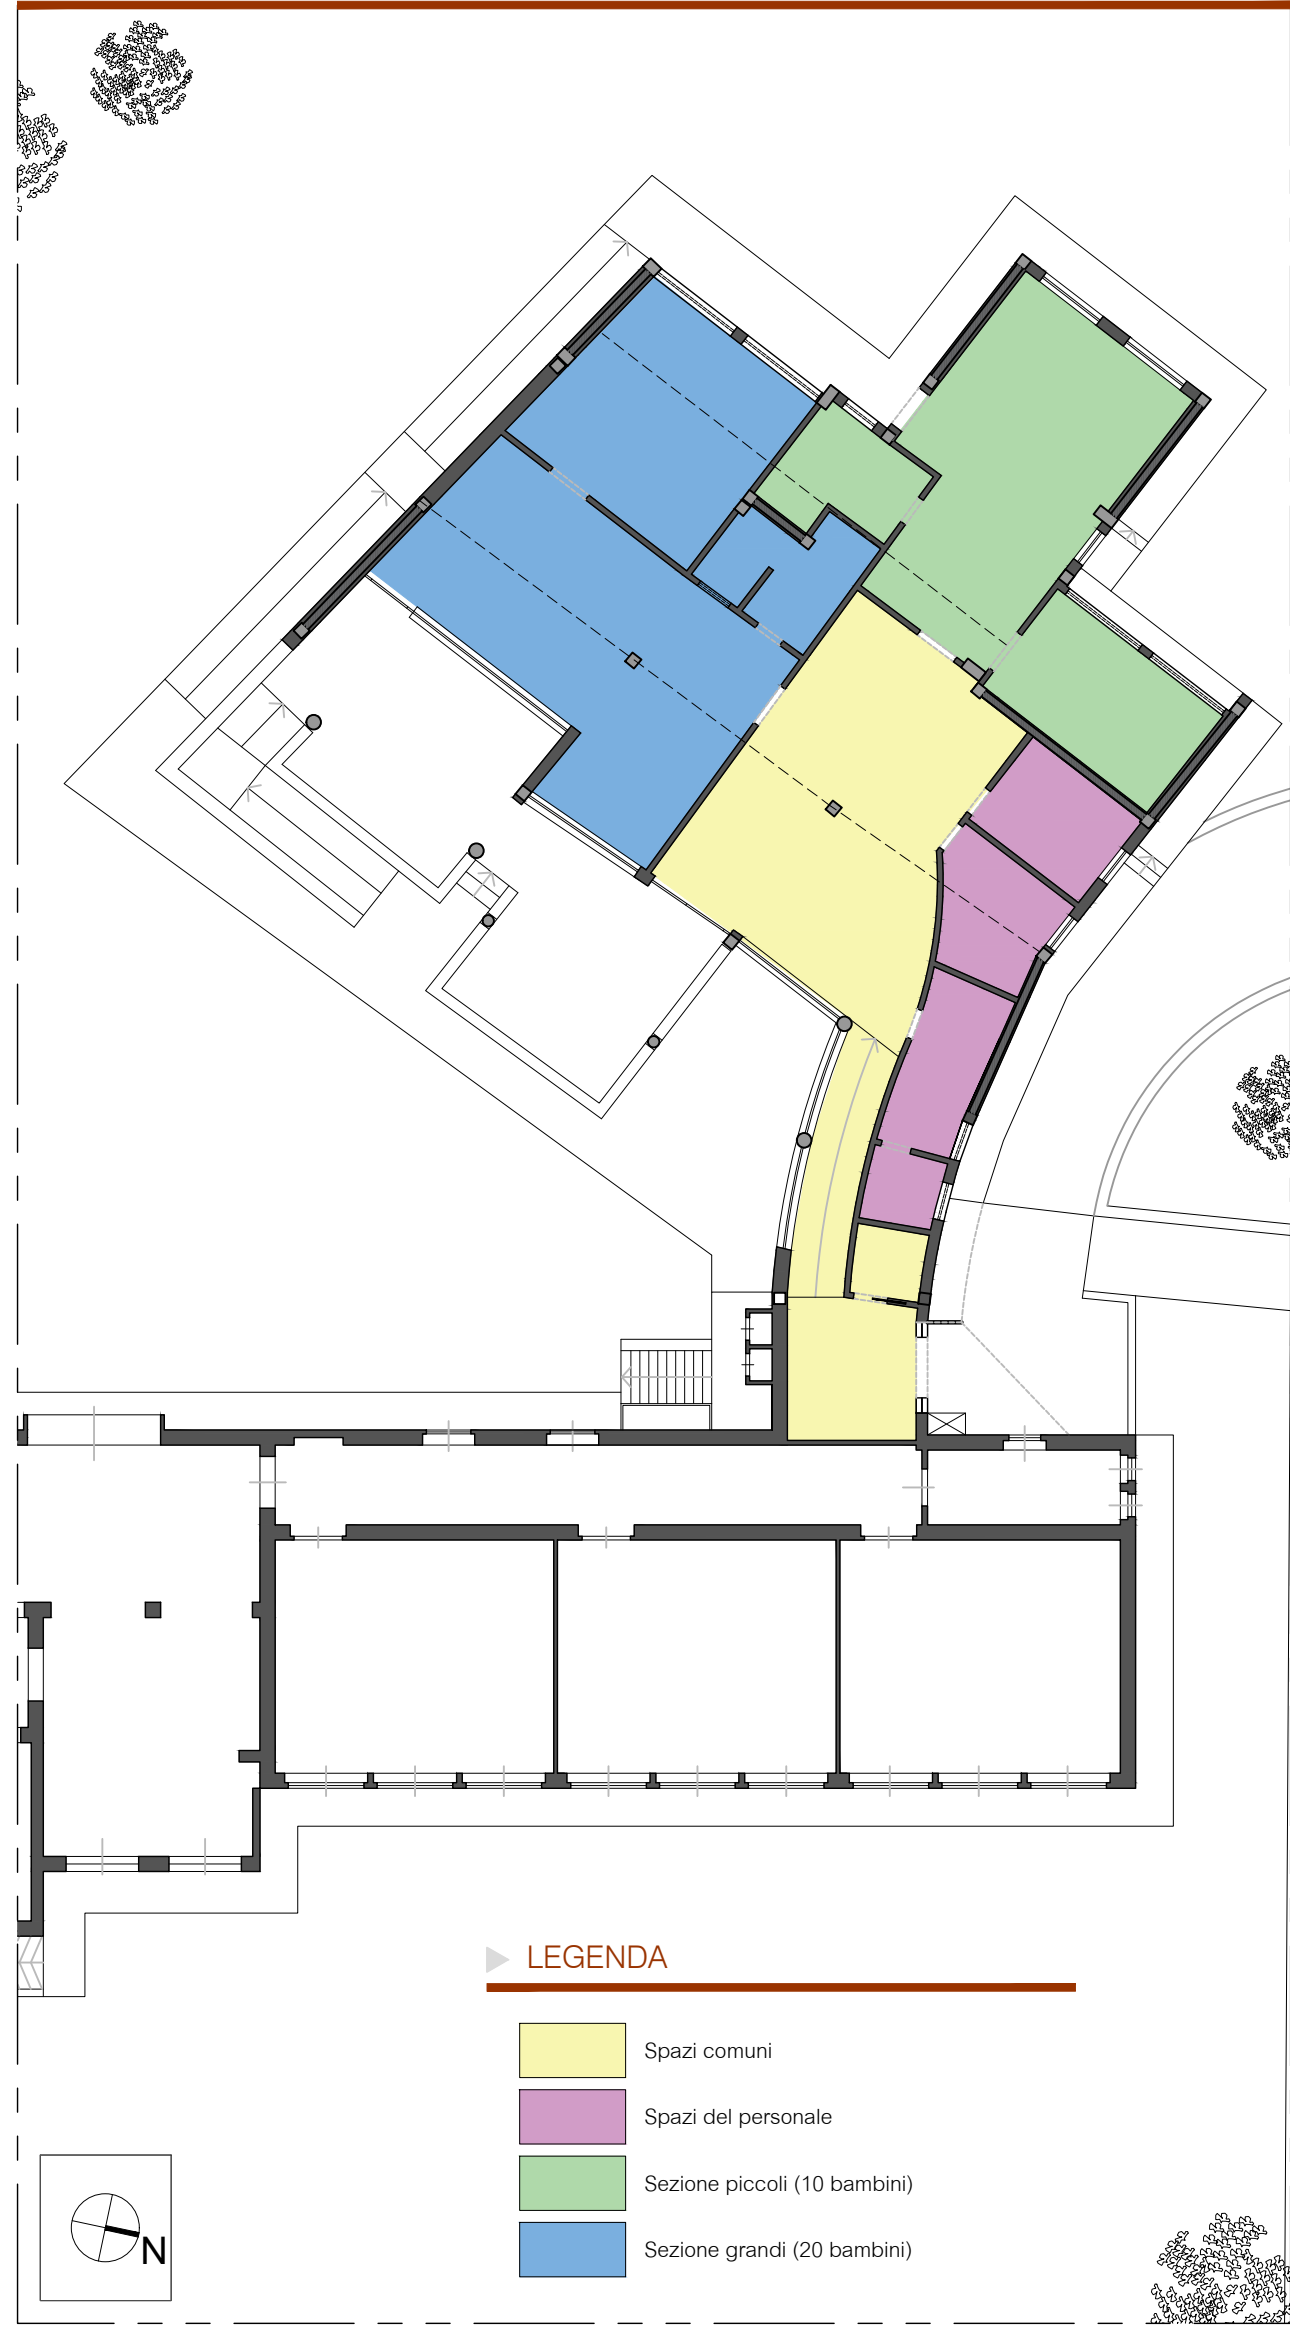 LEGENDA
Spazi comuni
Spazi del personale
Sezione piccoli (10 bambini)
Sezione grandi (20 bambini)
N